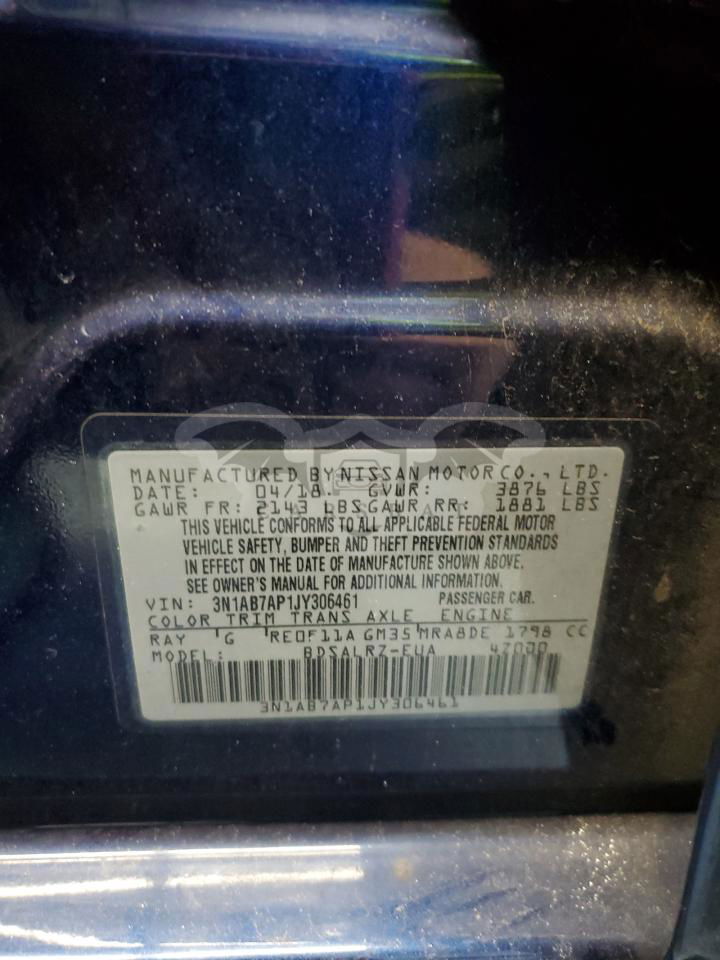 MANUFACTURED BY NISSAN MOTOR CO., LTD.
DATE: 04/18. GVWR: 3876 LBS
GAWR FR: 2143 LBS GAWR RR: 1881 LBS
THIS VEHICLE CONFORMS TO ALL APPLICABLE FEDERAL MOTOR
VEHICLE SAFETY, BUMPER AND THEFT PREVENTION STANDARDS
IN EFFECT ON THE DATE OF MANUFACTURE SHOWN ABOVE.
SEE OWNER'S MANUAL FOR ADDITIONAL INFORMATION.
VIN: 3N1AB7AP1JY306461 PASSENGER CAR.
COLOR TRIM TRANS AXLE ENGINE
RAY G RE0F11A GM35 MRA8DE 1798 CC
MODEL: BDSALRZ-EUA 4Z000
3N1AB7AP1JY306461